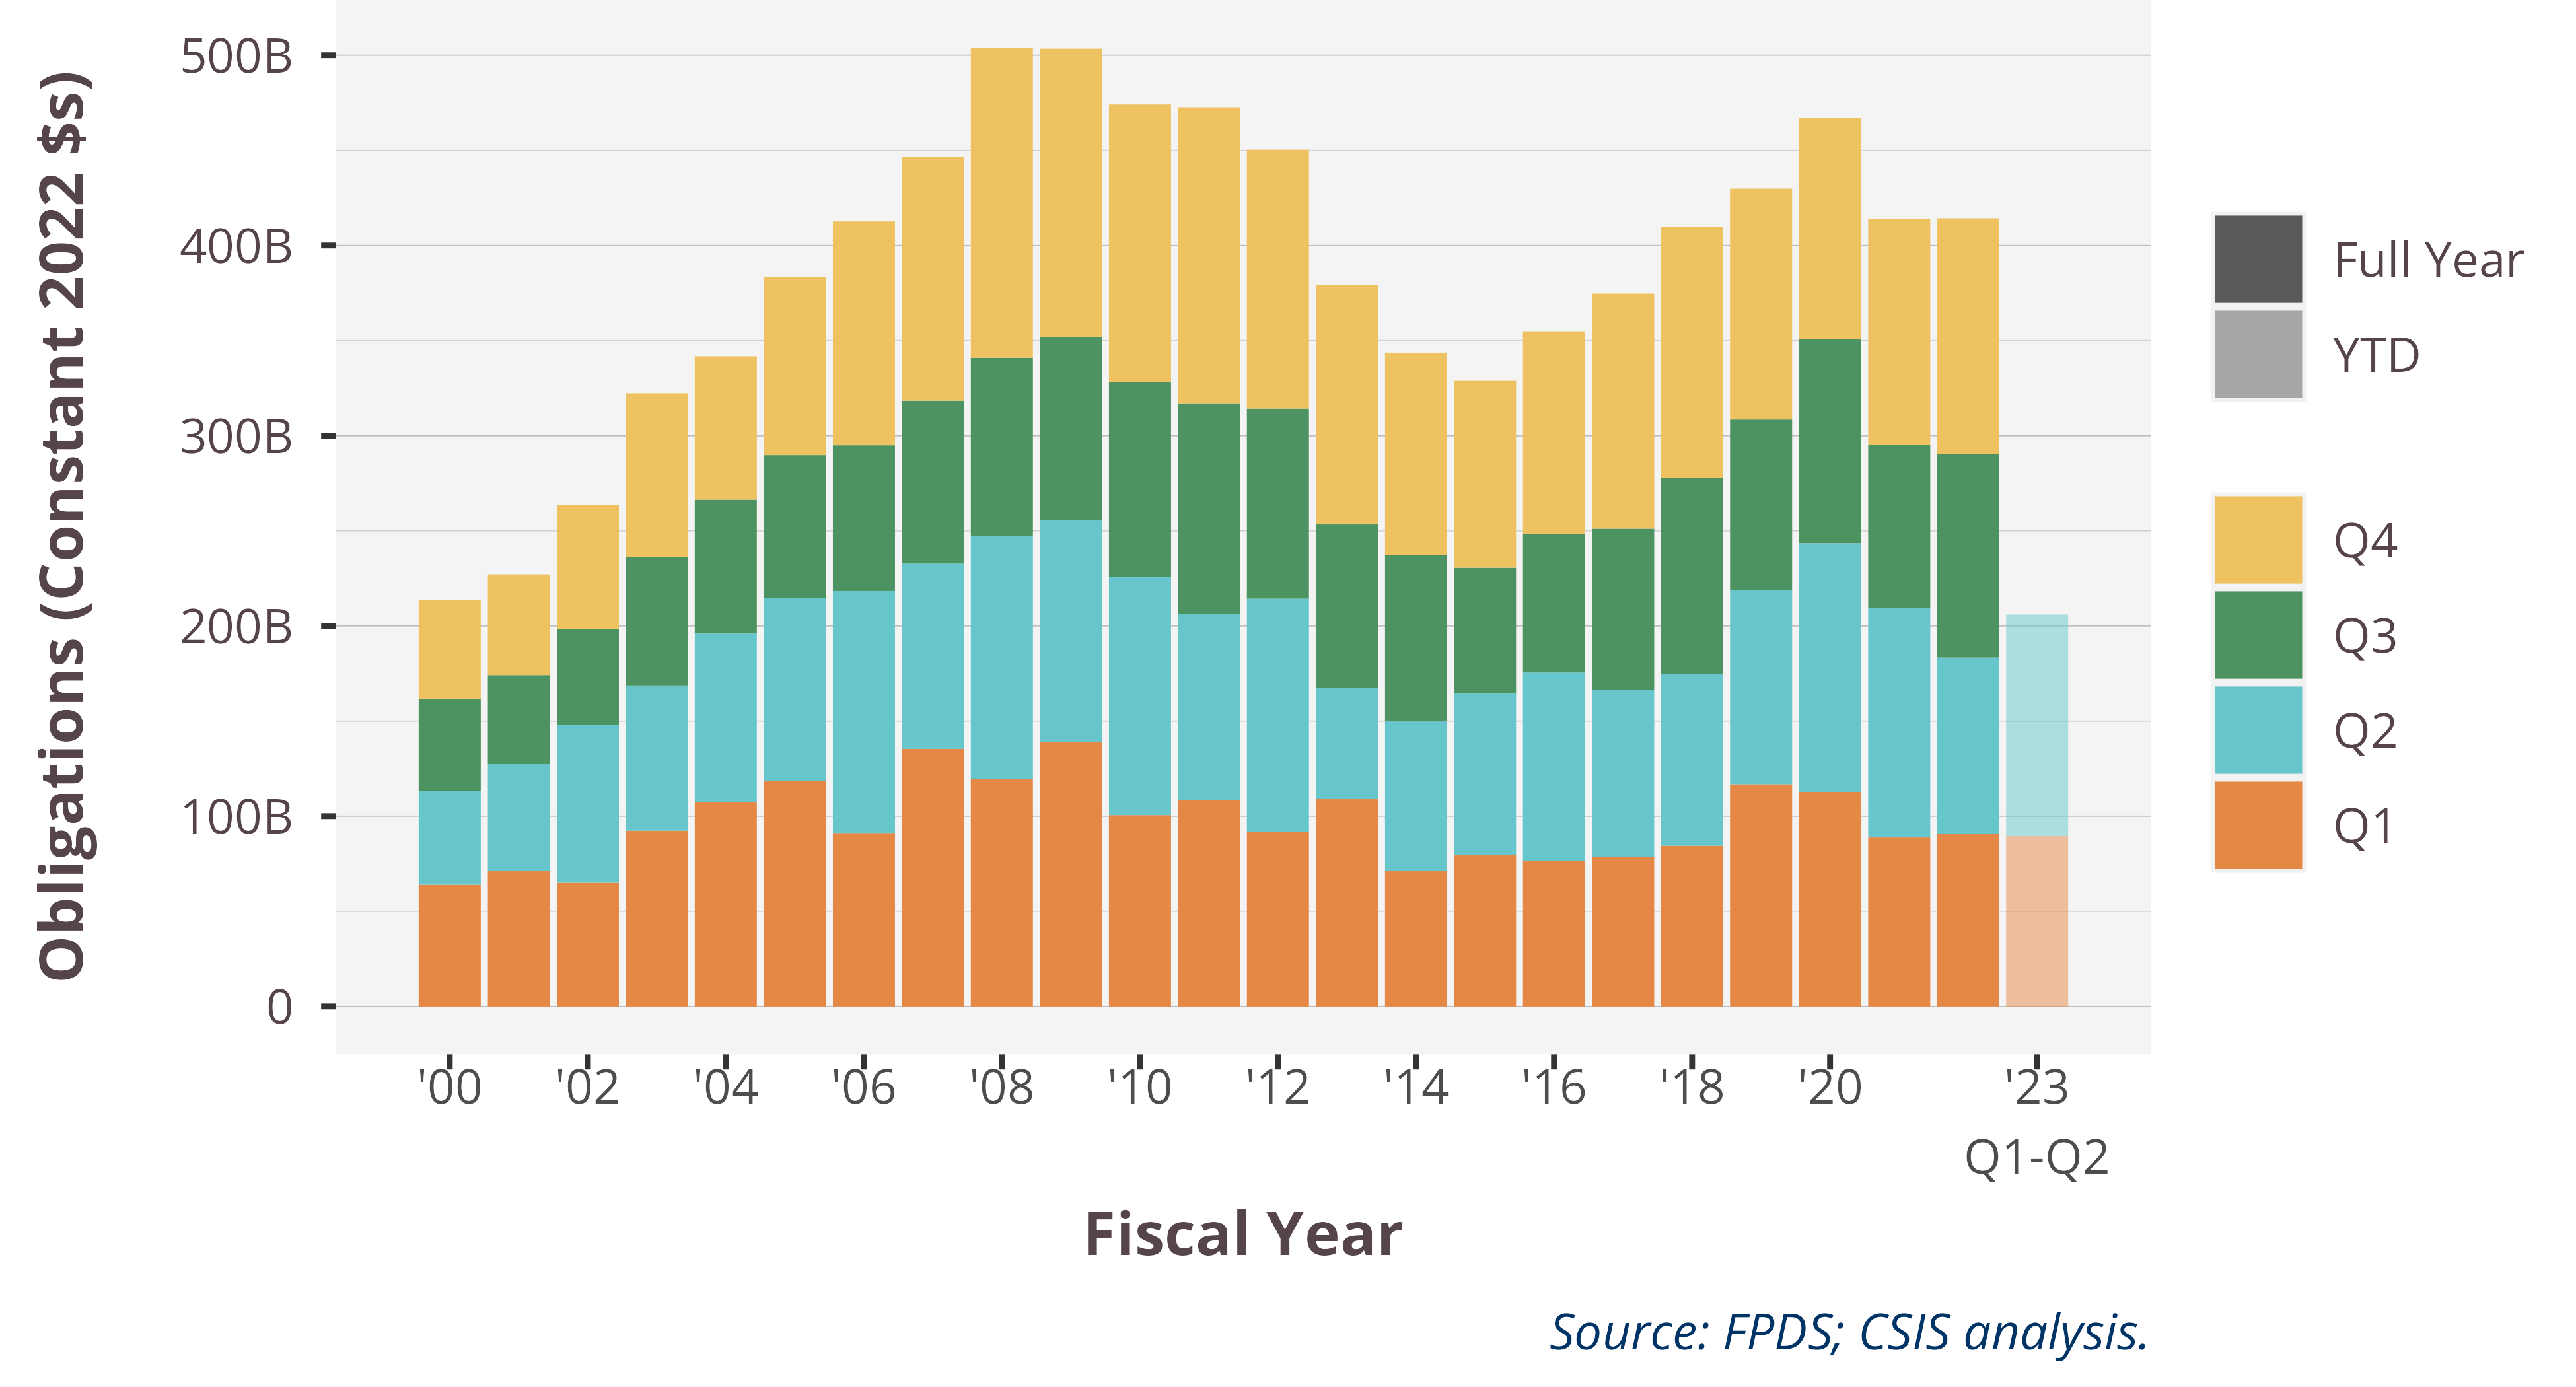 Obligations (Constant 2022 $s)
500B
400B
300B
200B
100B
0
'00 '02 '04 '06 '08 '10 '12 '14 '16 '18 '20 '23
Q1-Q2
Fiscal Year
Full Year
YTD
Q4
Q3
Q2
Q1
Source: FPDS; CSIS analysis.